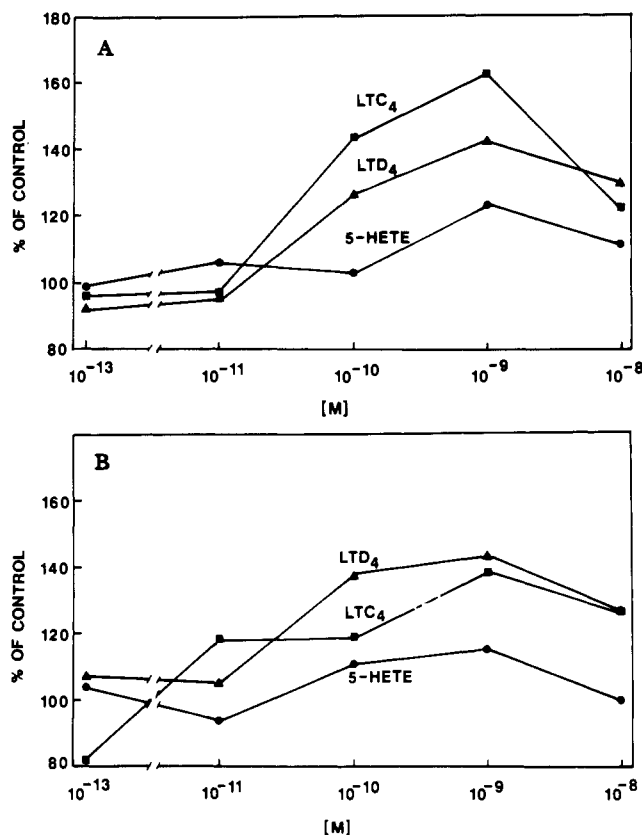 A
% OF CONTROL
160
140
120
100
80
LTC₄
LTD₄
5-HETE
10⁻¹³ 10⁻¹¹ 10⁻¹⁰ 10⁻⁹ 10⁻⁸
[M]
B
% OF CONTROL
160
140
120
100
80
LTD₄
LTC₄
5-HETE
10⁻¹³ 10⁻¹¹ 10⁻¹⁰ 10⁻⁹ 10⁻⁸
[M]